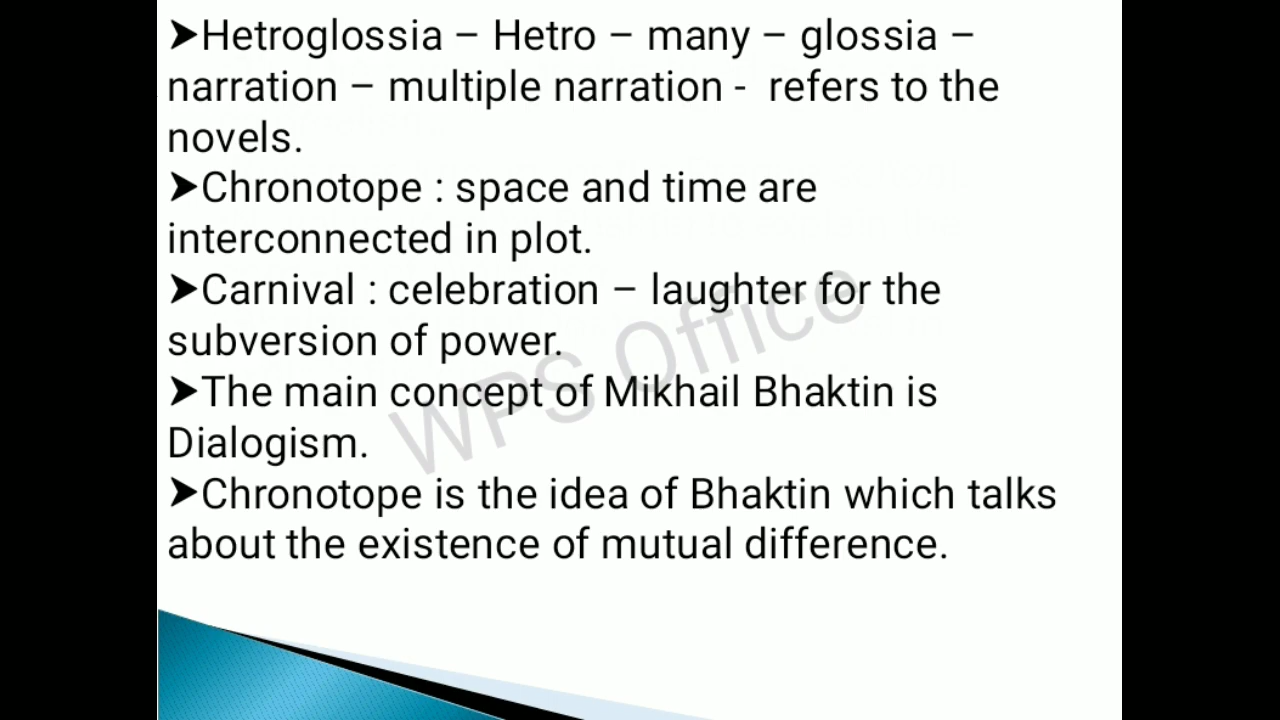 ➤Hetroglossia – Hetro – many – glossia –
narration – multiple narration - refers to the
novels.
➤Chronotope : space and time are
interconnected in plot.
➤Carnival : celebration – laughter for the
subversion of power.
➤The main concept of Mikhail Bhaktin is
Dialogism.
➤Chronotope is the idea of Bhaktin which talks
about the existence of mutual difference.
WPS Office